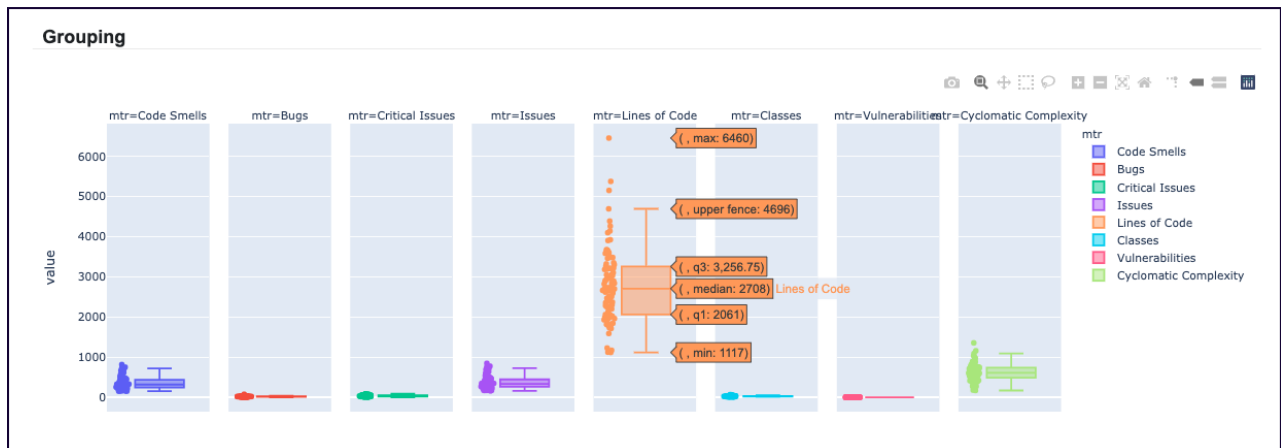 Grouping
mtr=Code Smells
mtr=Bugs
mtr=Critical Issues
mtr=Issues
mtr=Lines of Code
mtr=Classes
mtr=Vulnerabilities
mtr=Cyclomatic Complexity
value
6000
5000
4000
3000
2000
1000
0
( , max: 6460)
( , upper fence: 4696)
( , q3: 3,256.75)
( , median: 2708) Lines of Code
( , q1: 2061)
( , min: 1117)
mtr
Code Smells
Bugs
Critical Issues
Issues
Lines of Code
Classes
Vulnerabilities
Cyclomatic Complexity